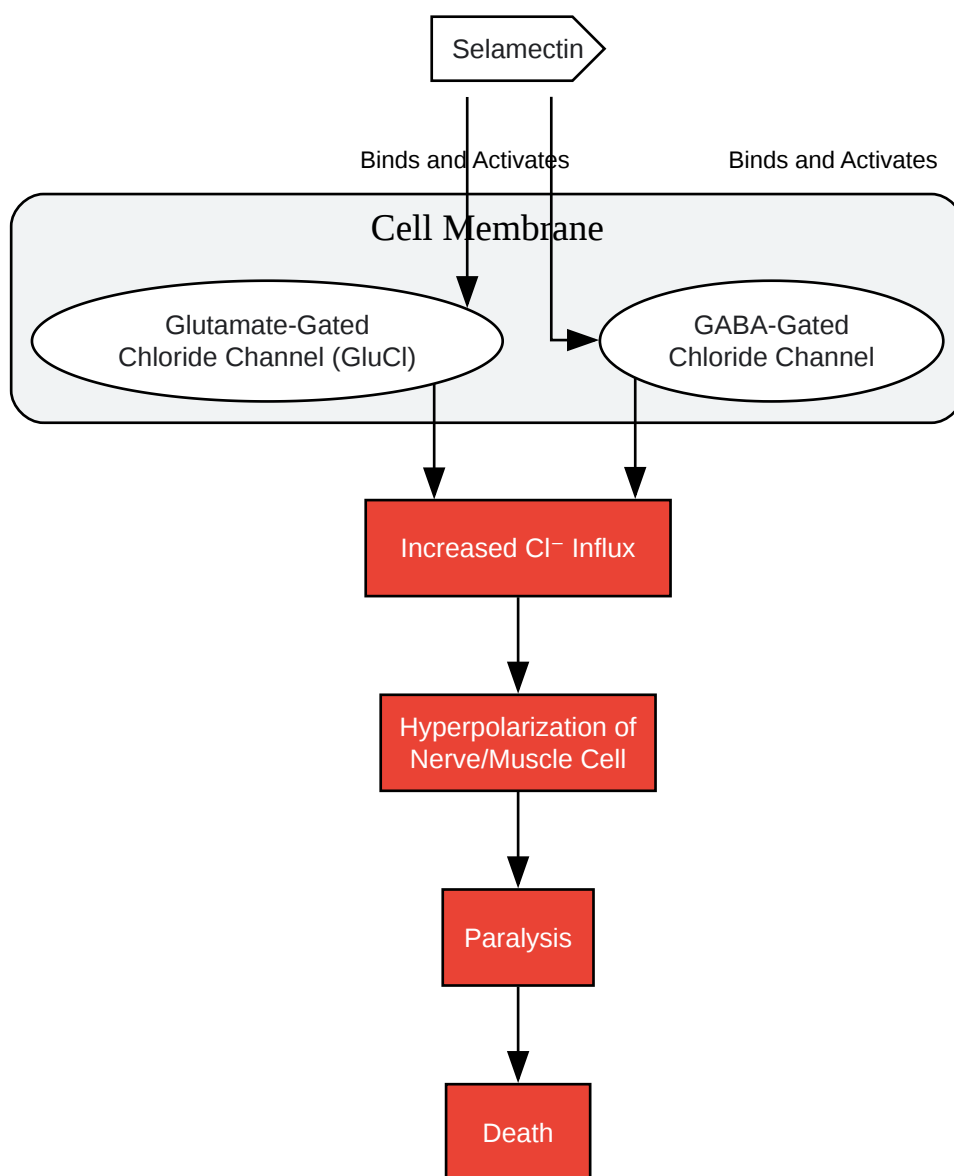 Selamectin
Binds and Activates
Binds and Activates
Cell Membrane
Glutamate-Gated
Chloride Channel (GluCl)
GABA-Gated
Chloride Channel
Increased Cl⁻ Influx
Hyperpolarization of
Nerve/Muscle Cell
Paralysis
Death